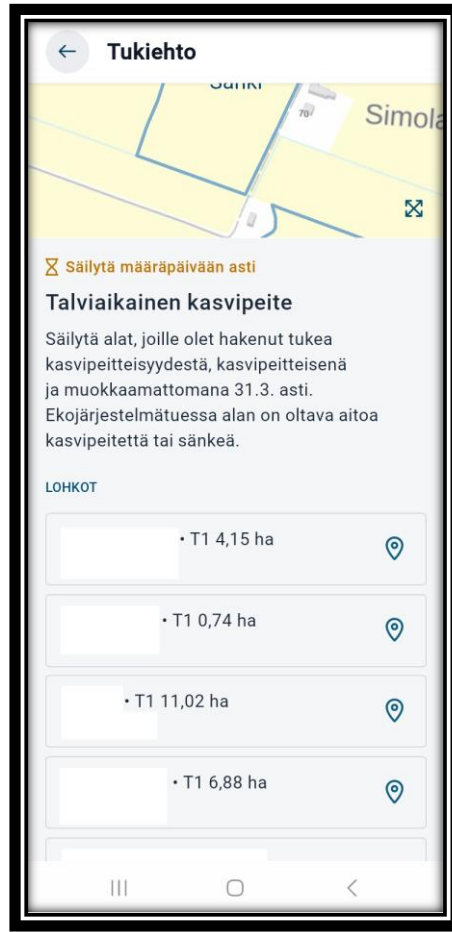 Tukiehto
Sänki
70
Simola
Säilytä määräpäivään asti
Talviaikainen kasvipeite
Säilytä alat, joille olet hakenut tukea
kasvipeitteisyydestä, kasvipeitteisenä
ja muokkaamattomana 31.3. asti.
Ekojärjestelmätuessa alan on oltava aitoa
kasvipeitettä tai sänkeä.
LOHKOT
• T1 4,15 ha
• T1 0,74 ha
• T1 11,02 ha
• T1 6,88 ha